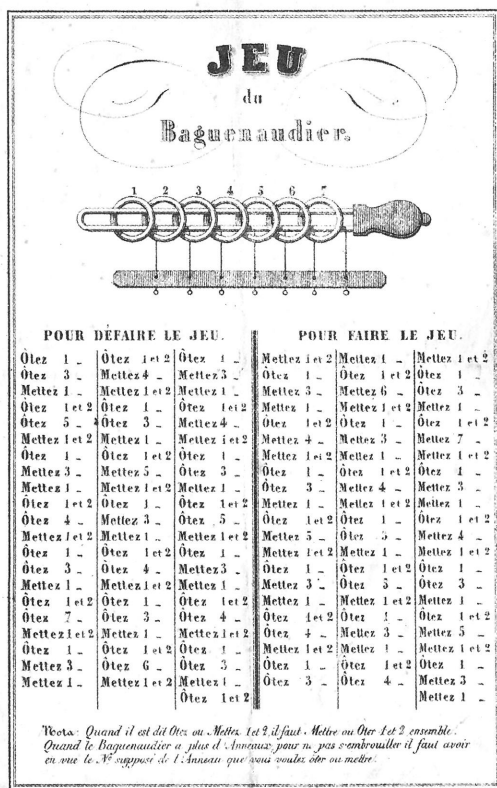 JEU
du
Baguenaudier.
1 2 3 4 5 6 7
POUR DÉFAIRE LE JEU.
Ôtez 1 „
Ôtez 3 „
Mettez 1 „
Ôtez 1 et 2
Ôtez 5 „
Mettez 1 et 2
Ôtez 1 „
Mettez 3 „
Mettez 1 „
Ôtez 1 et 2
Ôtez 4 „
Mettez 1 et 2
Ôtez 1 „
Ôtez 3 „
Mettez 1 „
Ôtez 1 et 2
Ôtez 7 „
Mettez 1 et 2
Ôtez 1 „
Mettez 3 „
Mettez 1 „
Ôtez 1 et 2
Mettez 4 „
Mettez 1 et 2
Ôtez 1 „
Ôtez 3 „
Mettez 1 „
Ôtez 1 et 2
Mettez 5 „
Mettez 1 et 2
Ôtez 1 „
Mettez 3 „
Mettez 1 „
Ôtez 1 et 2
Ôtez 4 „
Mettez 1 et 2
Ôtez 1 „
Ôtez 3 „
Mettez 1 „
Ôtez 1 et 2
Ôtez 6 „
Mettez 1 et 2
Ôtez 1 „
Mettez 3 „
Mettez 1 „
Ôtez 1 et 2
Mettez 4 „
Mettez 1 et 2
Ôtez 1 „
Ôtez 3 „
Mettez 1 „
Ôtez 1 et 2
Ôtez 5 „
Mettez 1 et 2
Ôtez 1 „
Mettez 3 „
Mettez 1 „
Ôtez 1 et 2
Ôtez 4 „
Mettez 1 et 2
Ôtez 1 „
Ôtez 3 „
Mettez 1 „
Ôtez 1 et 2
POUR FAIRE LE JEU.
Mettez 1 et 2
Ôtez 1 „
Mettez 3 „
Mettez 1 „
Ôtez 1 et 2
Mettez 4 „
Mettez 1 et 2
Ôtez 1 „
Ôtez 3 „
Mettez 1 „
Ôtez 1 et 2
Mettez 5 „
Mettez 1 et 2
Ôtez 1 „
Mettez 3 „
Mettez 1 „
Ôtez 1 et 2
Ôtez 4 „
Mettez 1 et 2
Ôtez 1 „
Ôtez 3 „
Mettez 1 „
Ôtez 1 et 2
Mettez 6 „
Mettez 1 et 2
Ôtez 1 „
Mettez 3 „
Mettez 1 „
Ôtez 1 et 2
Mettez 4 „
Mettez 1 et 2
Ôtez 1 „
Ôtez 3 „
Mettez 1 „
Ôtez 1 et 2
Ôtez 5 „
Mettez 1 et 2
Ôtez 1 „
Mettez 3 „
Mettez 1 „
Ôtez 1 et 2
Ôtez 4 „
Mettez 1 et 2
Ôtez 1 „
Ôtez 3 „
Mettez 1 „
Ôtez 1 et 2
Mettez 7 „
Mettez 1 et 2
Ôtez 1 „
Mettez 3 „
Mettez 1 „
Ôtez 1 et 2
Mettez 4 „
Mettez 1 et 2
Ôtez 1 „
Ôtez 3 „
Mettez 1 „
Ôtez 1 et 2
Mettez 5 „
Mettez 1 et 2
Ôtez 1 „
Mettez 3 „
Mettez 1 „
Nota: Quand il est dit Ôtez ou Mettez 1 et 2, il faut Mettre ou Ôter 1 et 2 ensemble.
Quand le Baguenaudier a plus d'Anneaux pour ne pas s'embrouiller il faut avoir
en vue le Nº supposé de l'Anneau que vous voulez ôter ou mettre.